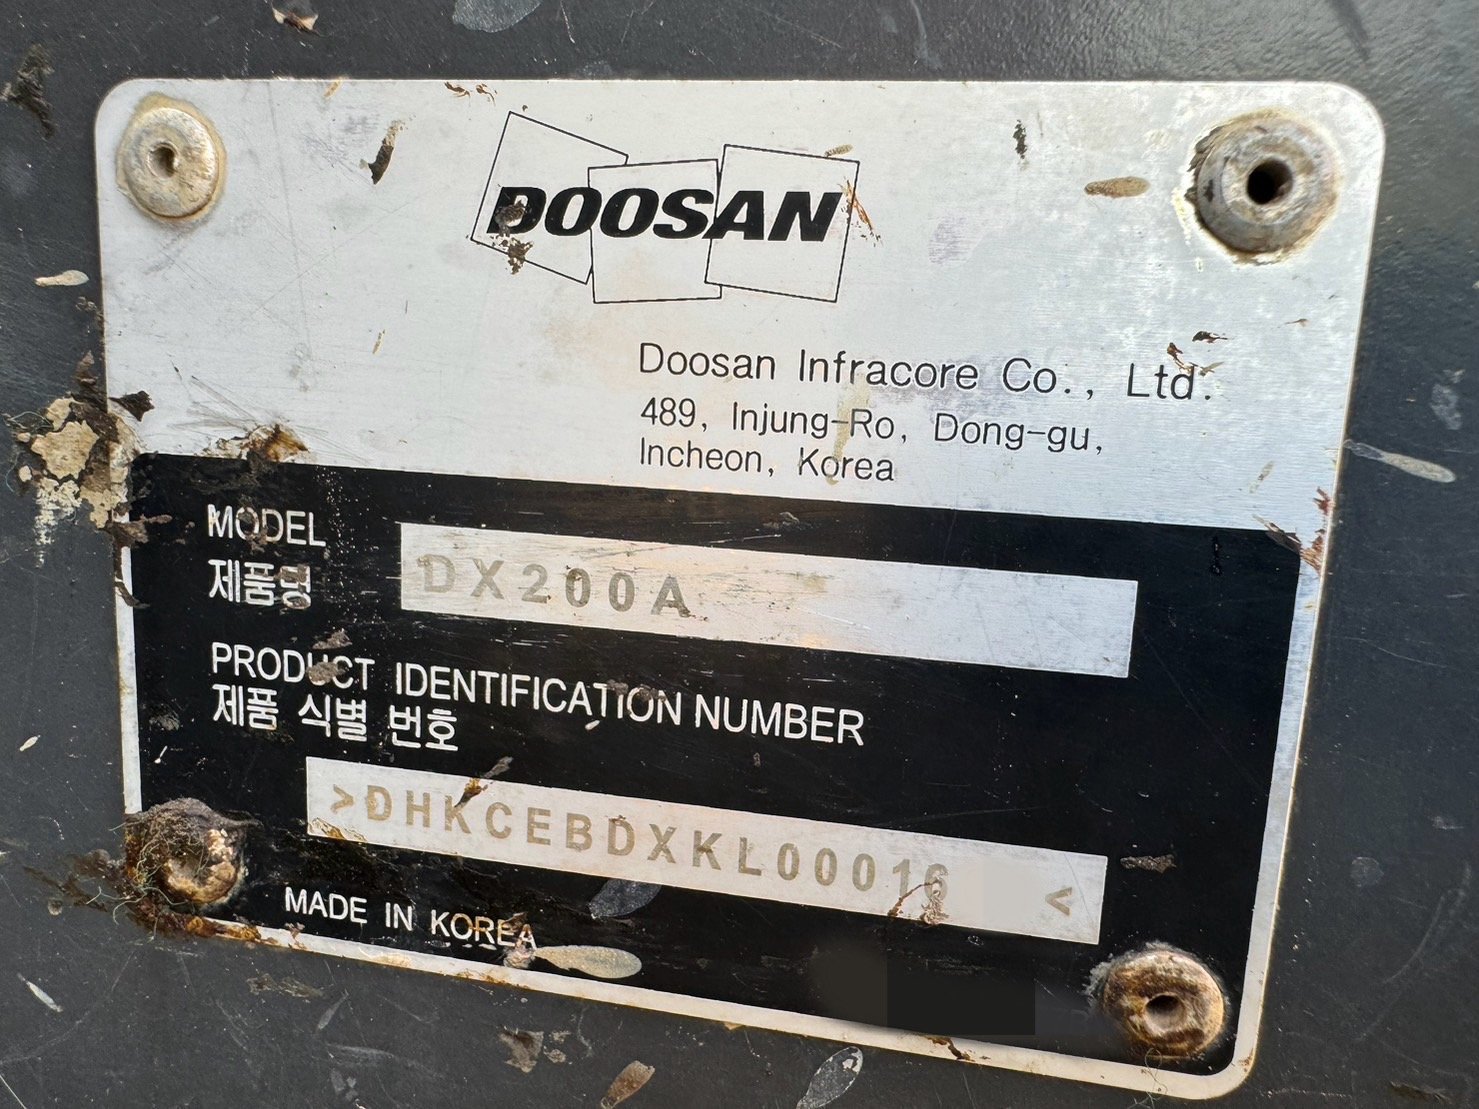 DOOSAN
Doosan Infracore Co., Ltd.
489, Injung-Ro, Dong-gu,
Incheon, Korea
MODEL
제품명
DX200A
PRODUCT IDENTIFICATION NUMBER
제품 식별 번호
>DHKCEBDXKL00016 <
MADE IN KOREA